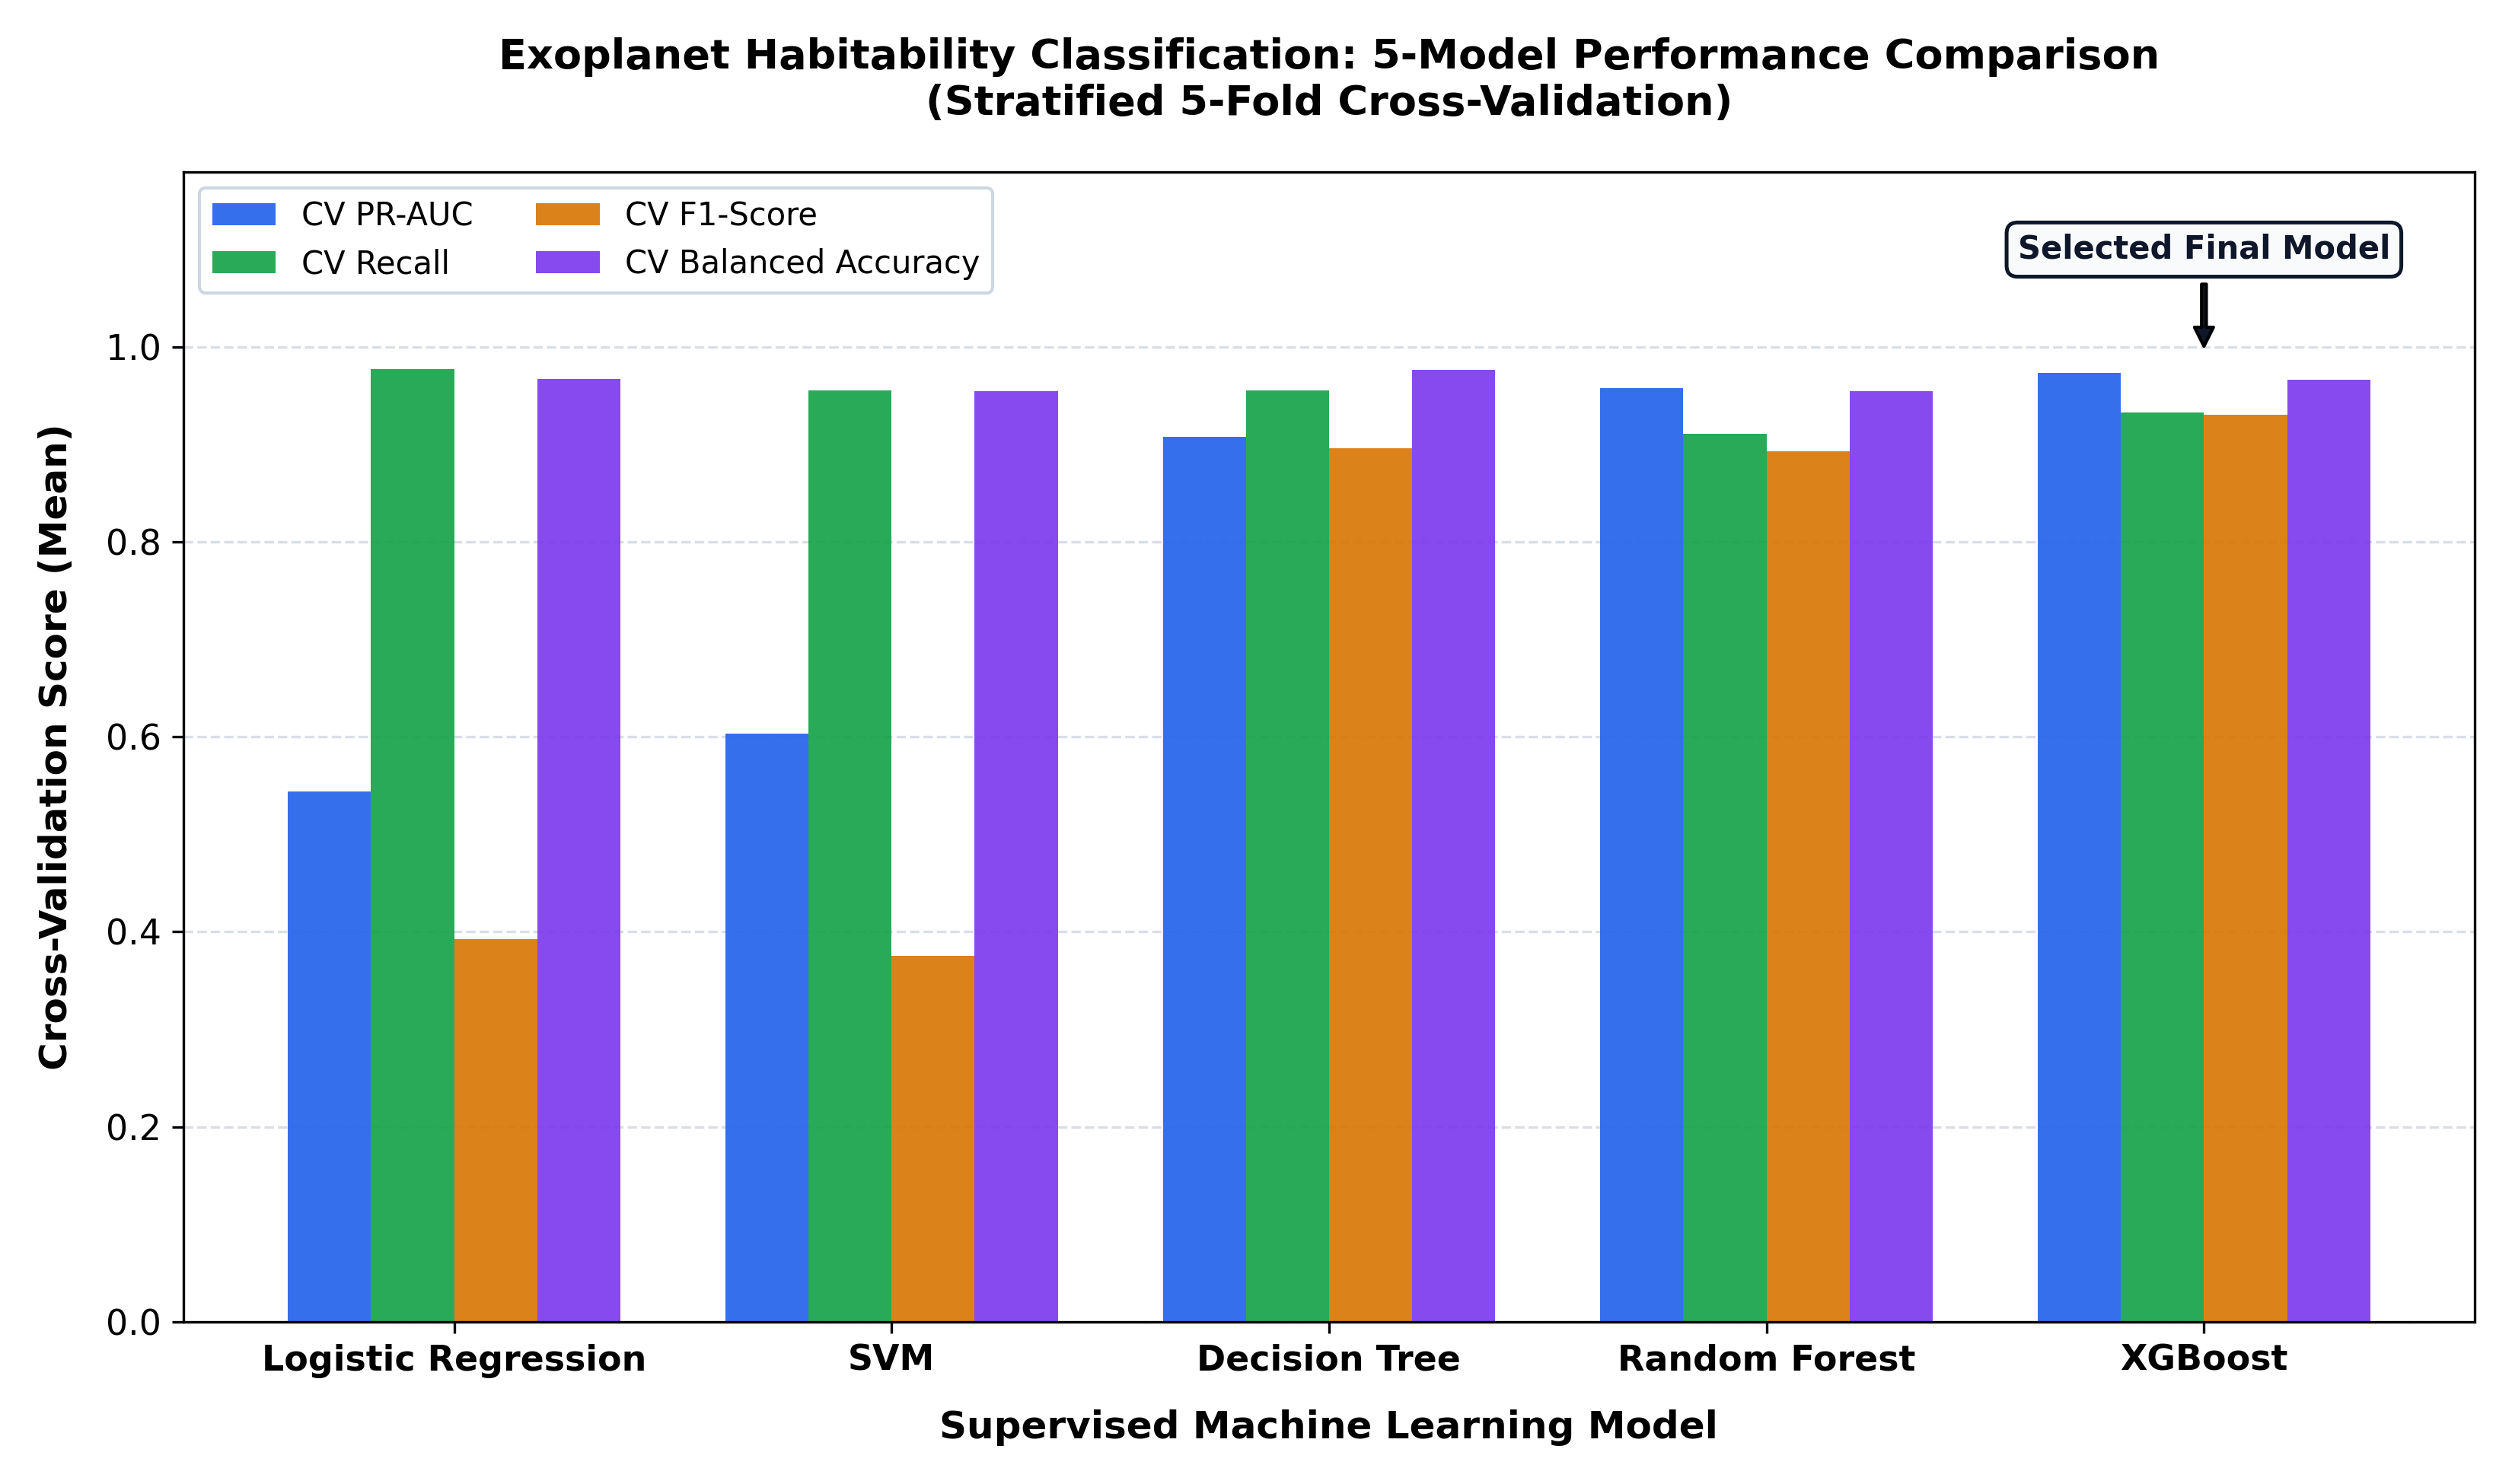 Exoplanet Habitability Classification: 5-Model Performance Comparison
(Stratified 5-Fold Cross-Validation)
CV PR-AUC
CV Recall
CV F1-Score
CV Balanced Accuracy
Selected Final Model
Cross-Validation Score (Mean)
1.0
0.8
0.6
0.4
0.2
0.0
Logistic Regression
SVM
Decision Tree
Random Forest
XGBoost
Supervised Machine Learning Model